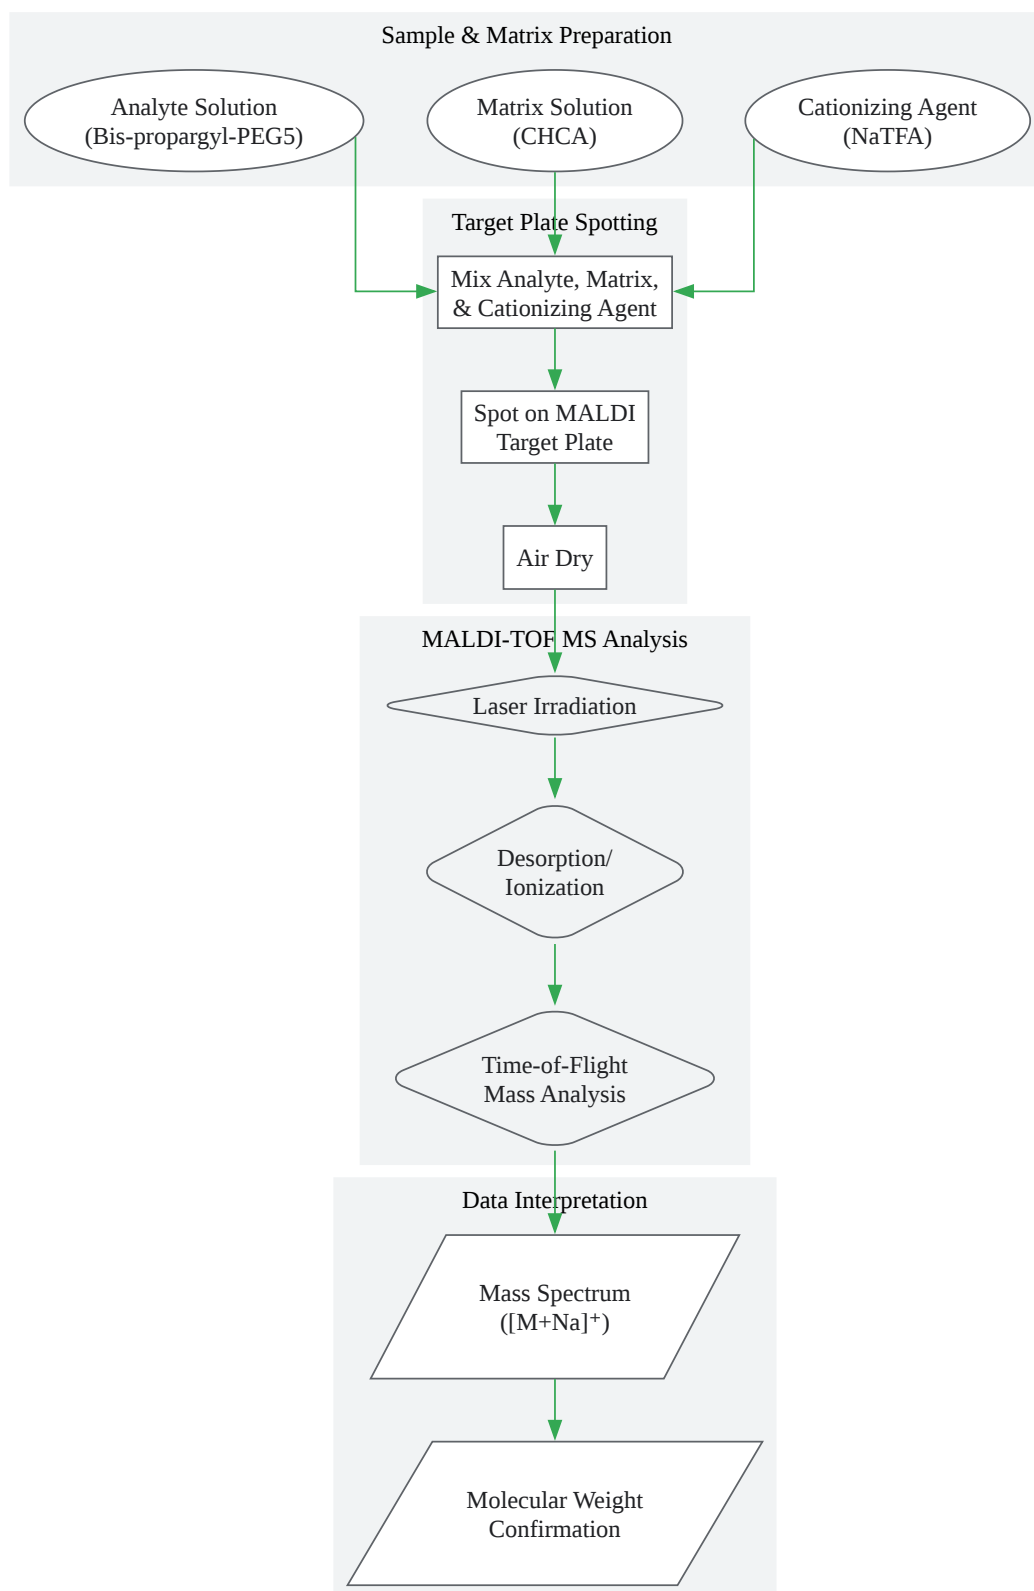 Sample & Matrix Preparation
Analyte Solution
(Bis-propargyl-PEG5)
Matrix Solution
(CHCA)
Cationizing Agent
(NaTFA)
Target Plate Spotting
Mix Analyte, Matrix,
& Cationizing Agent
Spot on MALDI
Target Plate
Air Dry
MALDI-TOF MS Analysis
Laser Irradiation
Desorption/
Ionization
Time-of-Flight
Mass Analysis
Data Interpretation
Mass Spectrum
([M+Na]⁺)
Molecular Weight
Confirmation